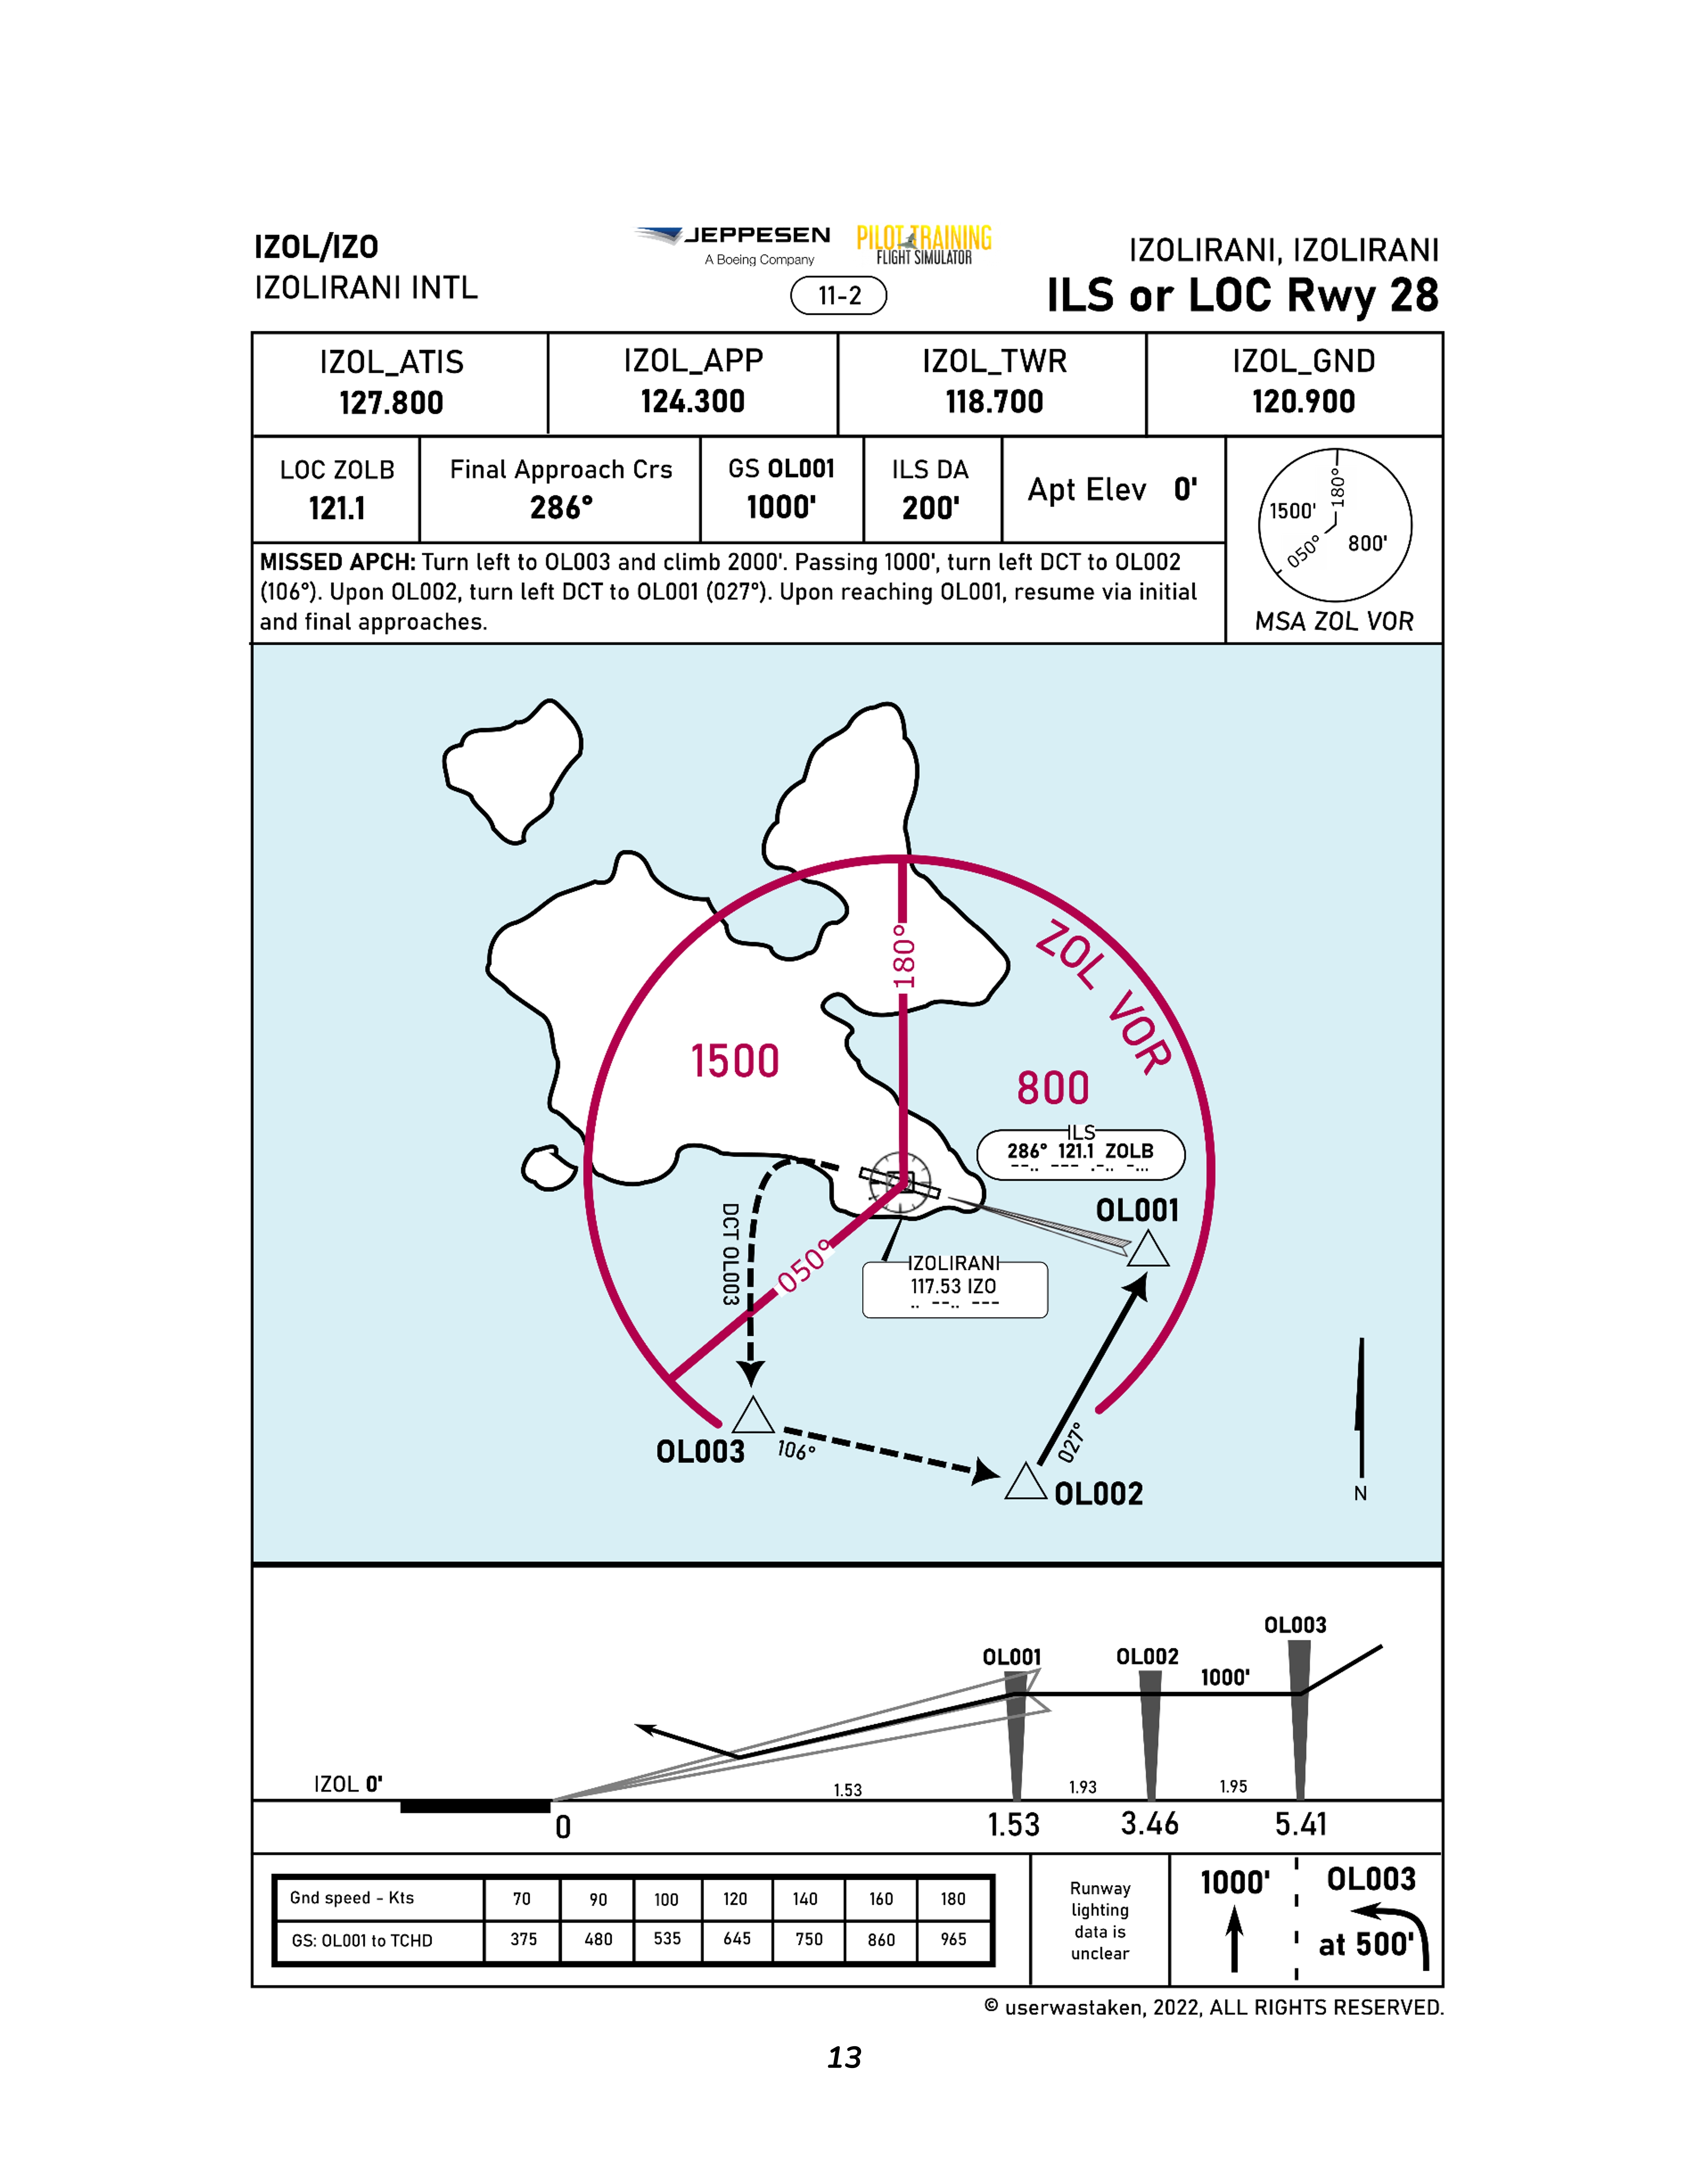 IZOL/IZO
IZOLIRANI INTL
JEPPESEN
A Boeing Company
PILOT TRAINING
FLIGHT SIMULATOR
11-2
IZOLIRANI, IZOLIRANI
ILS or LOC Rwy 28
IZOL_ATIS
127.800
IZOL_APP
124.300
IZOL_TWR
118.700
IZOL_GND
120.900
LOC ZOLB
121.1
Final Approach Crs
286°
GS OL001
1000'
ILS DA
200'
Apt Elev 0'
180°
1500'
050°
800'
MSA ZOL VOR
MISSED APCH: Turn left to OL003 and climb 2000'. Passing 1000', turn left DCT to OL002
(106°). Upon OL002, turn left DCT to OL001 (027°). Upon reaching OL001, resume via initial
and final approaches.
180°
ZOL VOR
1500
800
ILS
286° 121.1 ZOLB
--.. --- .-.. -...
OL001
DCT OL003
050°
IZOLIRANI
117.53 IZO
.. --.. ---
OL003
106°
027°
OL002
N
OL003
OL001
OL002
1000'
IZOL 0'
1.53
1.93
1.95
0
1.53
3.46
5.41
Gnd speed - Kts 70 90 100 120 140 160 180
GS: OL001 to TCHD 375 480 535 645 750 860 965
Runway
lighting
data is
unclear
1000'
OL003
at 500'
© userwastaken, 2022, ALL RIGHTS RESERVED.
13